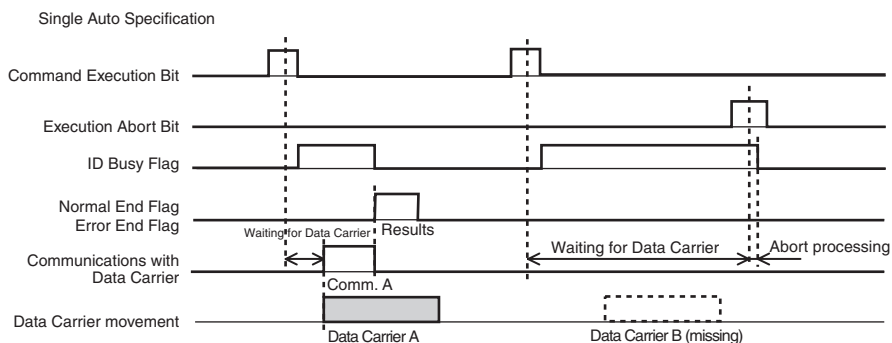 Single Auto Specification
Command Execution Bit
Execution Abort Bit
ID Busy Flag
Normal End Flag
Error End Flag
Results
Waiting for Data Carrier
Waiting for Data Carrier
Abort processing
Communications with
Data Carrier
Comm. A
Data Carrier movement
Data Carrier A
Data Carrier B (missing)